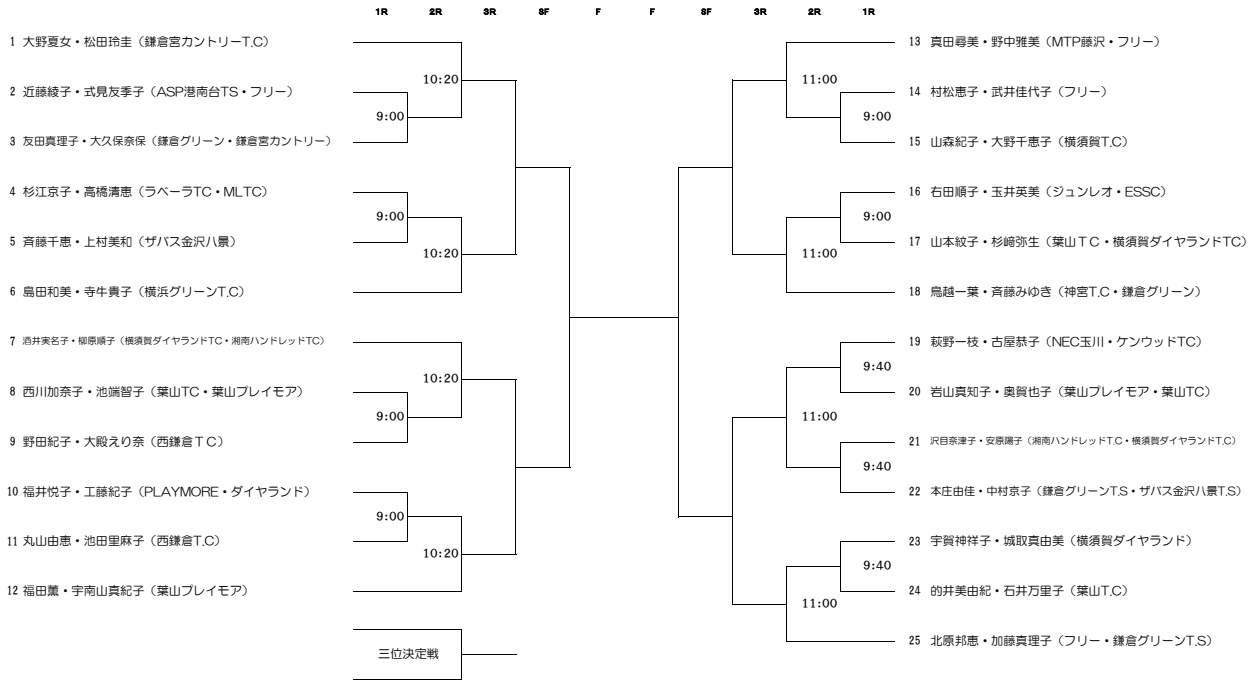 1R 2R 3R SF F F SF 3R 2R 1R
1 大野夏女・松田玲圭（鎌倉宮カントリーT.C）
10:20
2 近藤綾子・式見友季子（ASP港南台TS・フリー）
9:00
3 友田真理子・大久保奈保（鎌倉グリーン・鎌倉宮カントリー）
4 杉江京子・高橋清恵（ラベーラTC・MLTC）
9:00
5 斉藤千恵・上村美和（ザバス金沢八景）
10:20
6 島田和美・寺牛貴子（横浜グリーンT.C）
7 酒井実名子・柳原順子（横須賀ダイヤランドTC・湘南ハンドレッドTC）
10:20
8 西川加奈子・池端智子（葉山TC・葉山プレイモア）
9:00
9 野田紀子・大殿えり奈（西鎌倉ＴＣ）
10 福井悦子・工藤紀子（PLAYMORE・ダイヤランド）
9:00
11 丸山由恵・池田里麻子（西鎌倉T.C）
10:20
12 福田薫・宇南山真紀子（葉山プレイモア）
三位決定戦
13 真田尋美・野中雅美（MTP藤沢・フリー）
11:00
14 村松恵子・武井佳代子（フリー）
9:00
15 山森紀子・大野千恵子（横須賀T.C）
16 右田順子・玉井英美（ジュンレオ・ESSC）
9:00
17 山本紋子・杉﨑弥生（葉山ＴＣ・横須賀ダイヤランドTC）
11:00
18 鳥越一葉・斉藤みゆき（神宮T.C・鎌倉グリーン）
19 萩野一枝・古屋恭子（NEC玉川・ケンウッドTC）
9:40
20 岩山真知子・奥賀也子（葉山プレイモア・葉山TC）
11:00
21 沢目奈津子・安原陽子（湘南ハンドレッドT.C・横須賀ダイヤランドT.C）
9:40
22 本庄由佳・中村京子（鎌倉グリーンT.S・ザバス金沢八景T.S）
23 宇賀神祥子・城取真由美（横須賀ダイヤランド）
9:40
24 的井美由紀・石井万里子（葉山T.C）
11:00
25 北原邦恵・加藤真理子（フリー・鎌倉グリーンT.S）